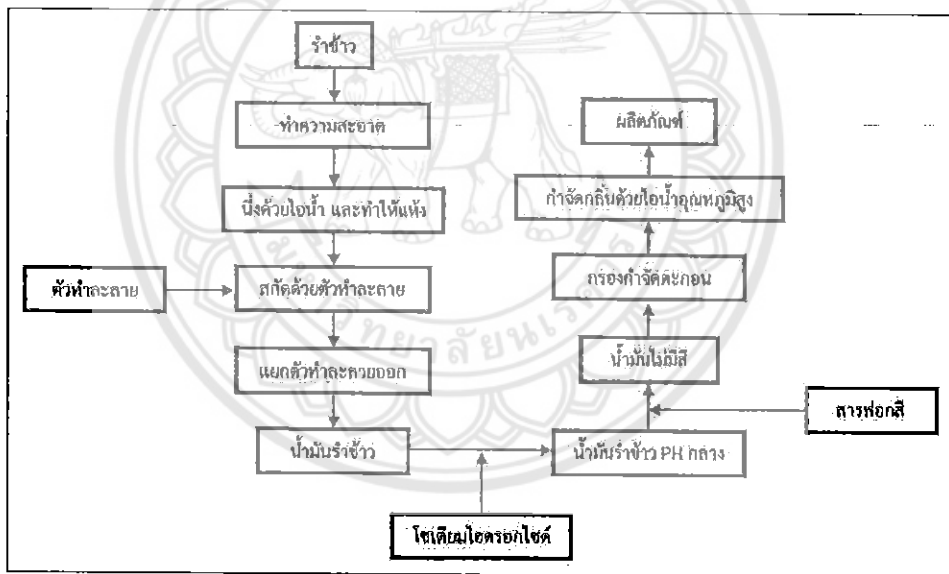 รำข้าว
ทำความสะอาด
นึ่งด้วยไอน้ำ และทำให้แห้ง
ตัวทำละลาย
สกัดด้วยตัวทำละลาย
แยกตัวทำละลายออก
น้ำมันรำข้าว
โซเดียมไฮดรอกไซด์
น้ำมันรำข้าว PH กลาง
สารฟอกสี
น้ำมันไม่มีสี
กรองกำจัดตะกอน
กำจัดกลิ่นด้วยไอน้ำอุณหภูมิสูง
ผลิตภัณฑ์